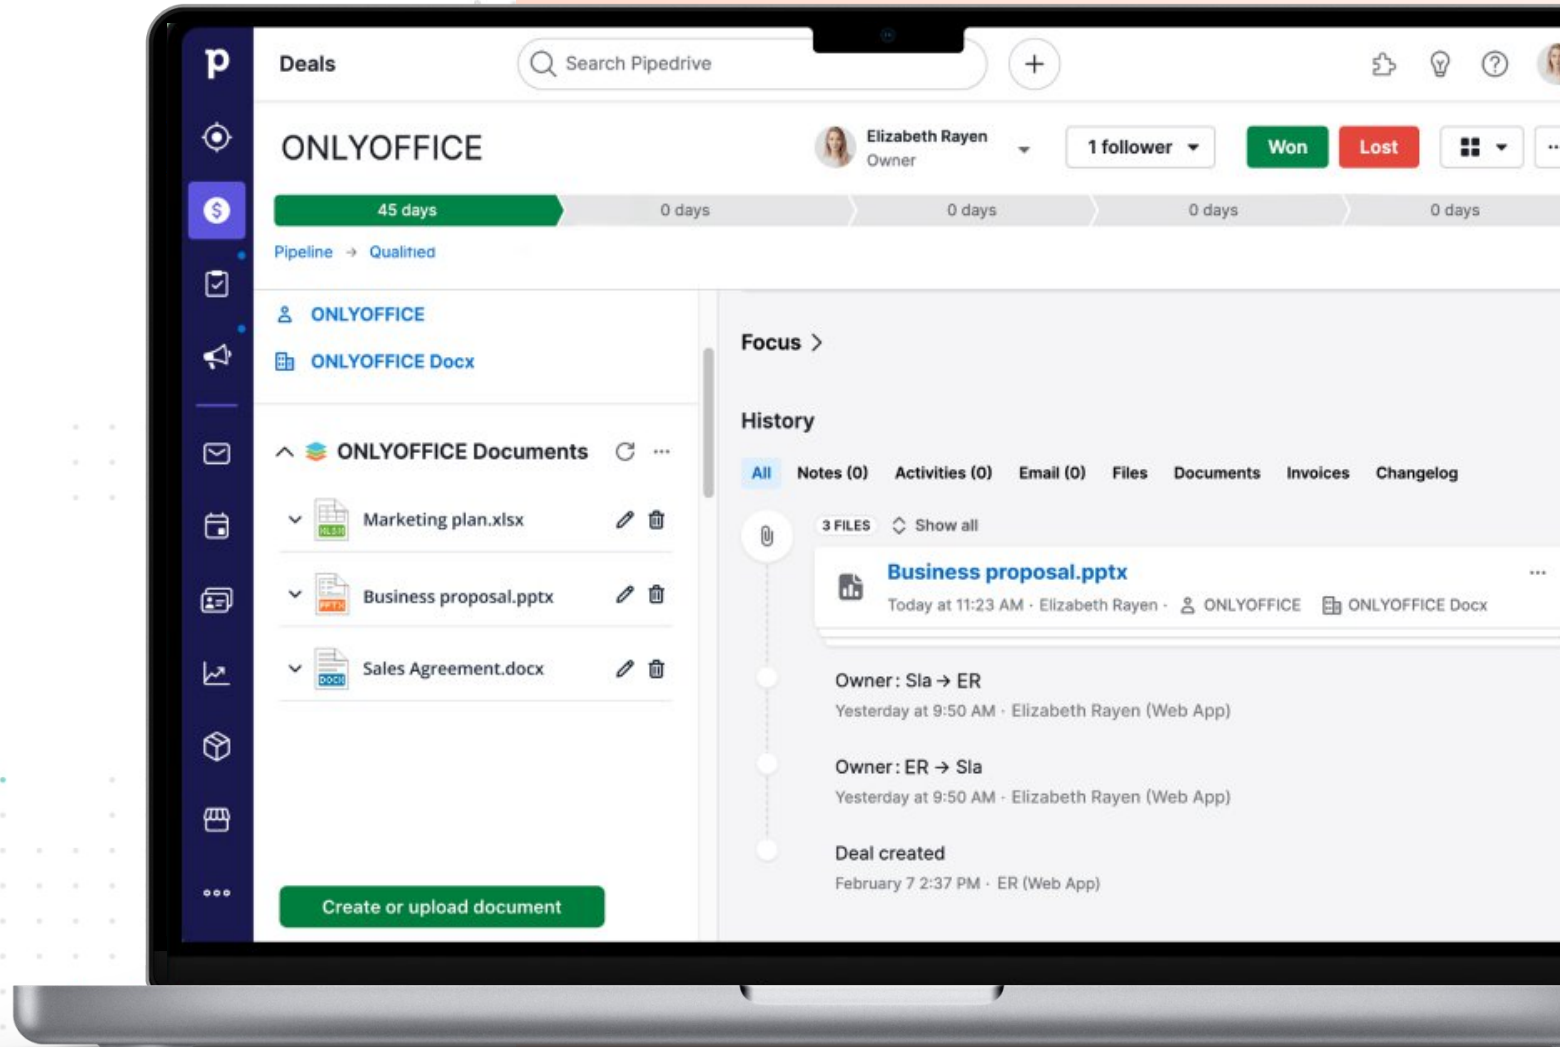 p
Deals
Search Pipedrive
ONLYOFFICE
Elizabeth Rayen
Owner
1 follower
Won
Lost
45 days
0 days
0 days
0 days
0 days
Pipeline → Qualified
ONLYOFFICE
ONLYOFFICE Docx
ONLYOFFICE Documents
XLSX
Marketing plan.xlsx
PPTX
Business proposal.pptx
DOCX
Sales Agreement.docx
Create or upload document
Focus
History
All
Notes (0)
Activities (0)
Email (0)
Files
Documents
Invoices
Changelog
3 FILES
Show all
Business proposal.pptx
Today at 11:23 AM · Elizabeth Rayen · ONLYOFFICE ONLYOFFICE Docx
Owner: Sla → ER
Yesterday at 9:50 AM · Elizabeth Rayen (Web App)
Owner: ER → Sla
Yesterday at 9:50 AM · Elizabeth Rayen (Web App)
Deal created
February 7 2:37 PM · ER (Web App)